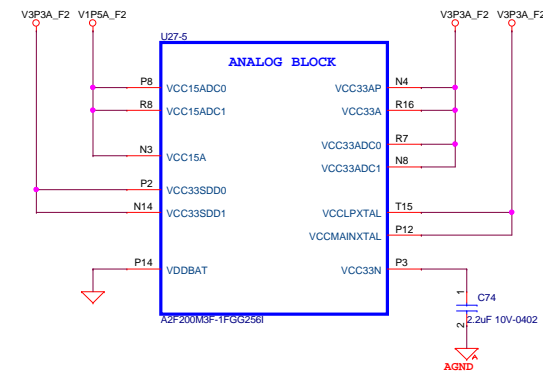 V3P3A_F2 V1P5A_F2 V3P3A_F2 V3P3A_F2
U27-5
ANALOG BLOCK
P8 VCC15ADC0 VCC33AP N4
R8 VCC15ADC1 VCC33A R16
VCC33ADC0 R7
N3 VCC15A
VCC33ADC1 N8
P2 VCC33SDD0
N14 VCC33SDD1 VCCLPXTAL T15
VCCMAINXTAL P12
P14 VDDBAT VCC33N P3
1
C74
2.2uF 10V-0402
2
A2F200M3F-1FGG256I
A
AGND